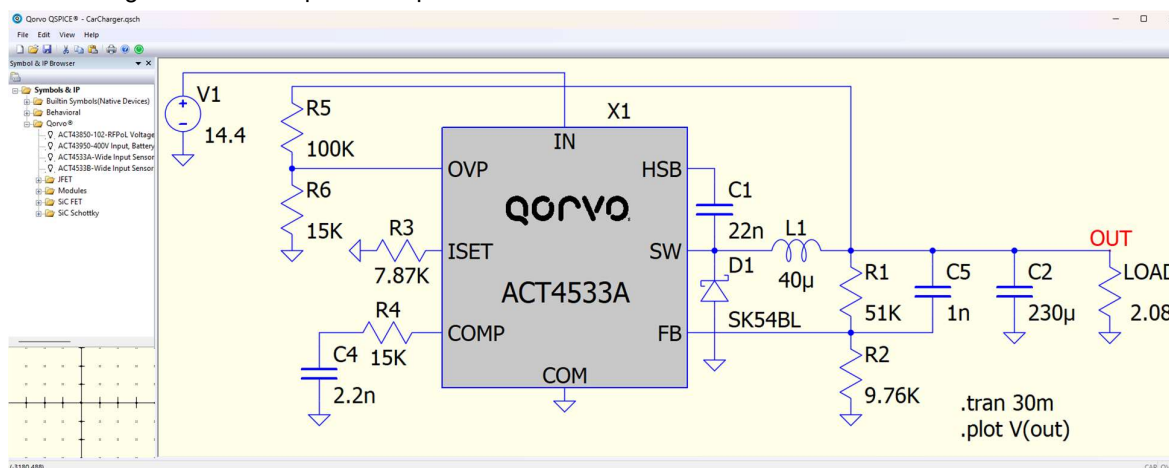 Qorvo QSPICE® - CarCharger.qsch
File Edit View Help
Symbol & IP Browser
Symbols & IP
Builtin Symbols(Native Devices)
Behavioral
Qorvo®
ACT43850-102-RFPoL Voltage
ACT43950-400V Input, Battery
ACT4533A-Wide Input Sensor
ACT4533B-Wide Input Sensor
JFET
Modules
SiC FET
SiC Schottky
V1
14.4
R5
100K
R6
15K
R3
7.87K
R4
15K
C4
2.2n
X1
IN
OVP
HSB
QORVO
ISET
SW
ACT4533A
COMP
FB
COM
C1
22n
L1
40µ
D1
SK54BL
R1
51K
C5
1n
C2
230µ
OUT
LOAD
2.08
R2
9.76K
.tran 30m
.plot V(out)